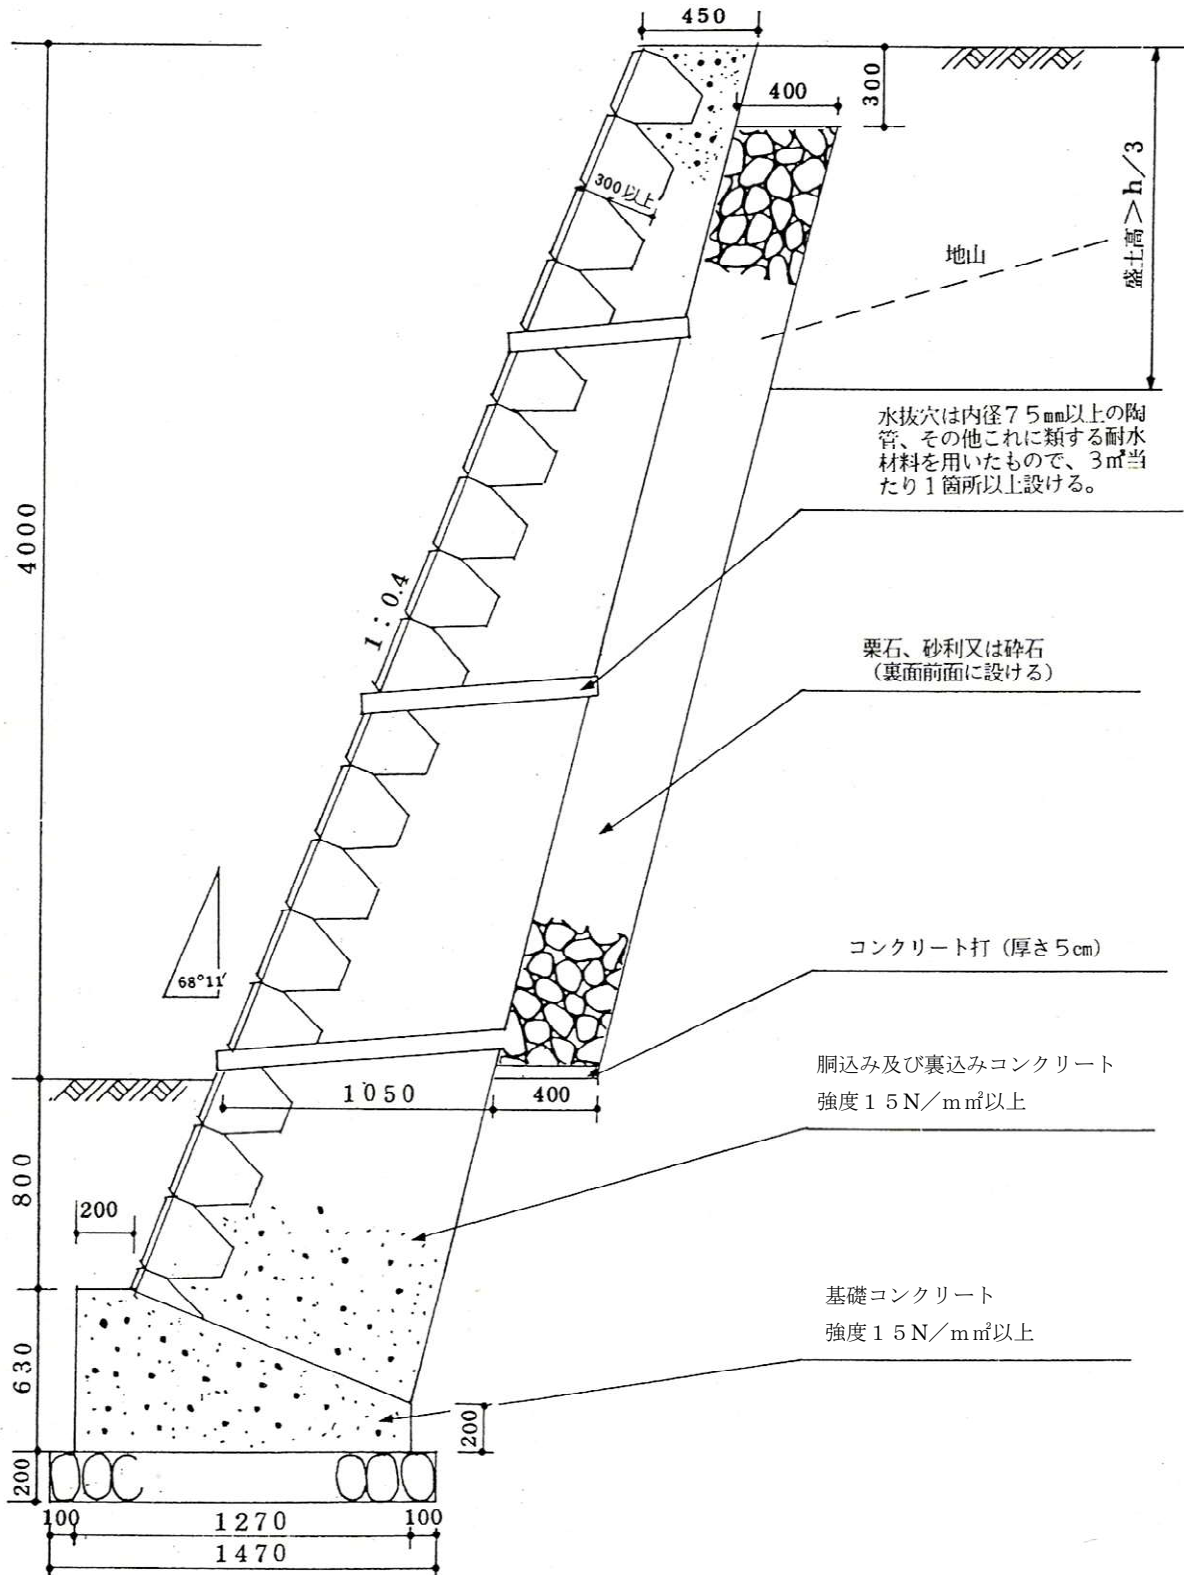 450
400
300
300以上
盛土高＞h/3
地山
水抜穴は内径７５㎜以上の陶
管、その他これに類する耐水
材料を用いたもので、３㎡当
たり１箇所以上設ける。
4000
1：0.4
栗石、砂利又は砕石
（裏面前面に設ける）
68°11′
コンクリート打（厚さ５㎝）
胴込み及び裏込みコンクリート
強度１５N／ｍ㎡以上
1050
400
800
200
基礎コンクリート
強度１５N／ｍ㎡以上
630
200
200
100
1270
100
1470